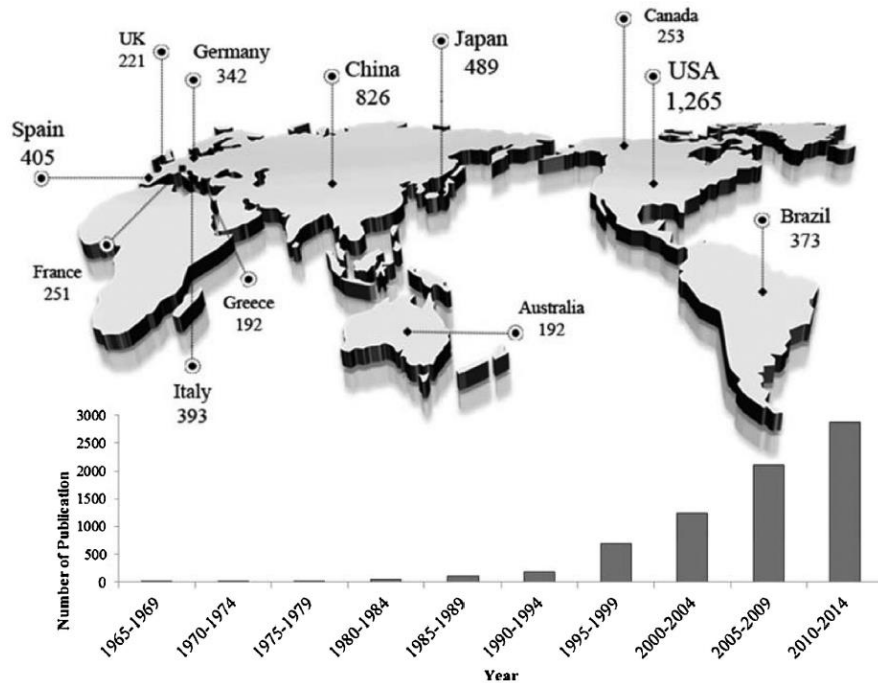 UK
221
Germany
342
China
826
Japan
489
Canada
253
USA
1,265
Spain
405
Brazil
373
France
251
Greece
192
Australia
192
Italy
393
Number of Publication
3000
2500
2000
1500
1000
500
0
1965-1969
1970-1974
1975-1979
1980-1984
1985-1989
1990-1994
1995-1999
2000-2004
2005-2009
2010-2014
Year